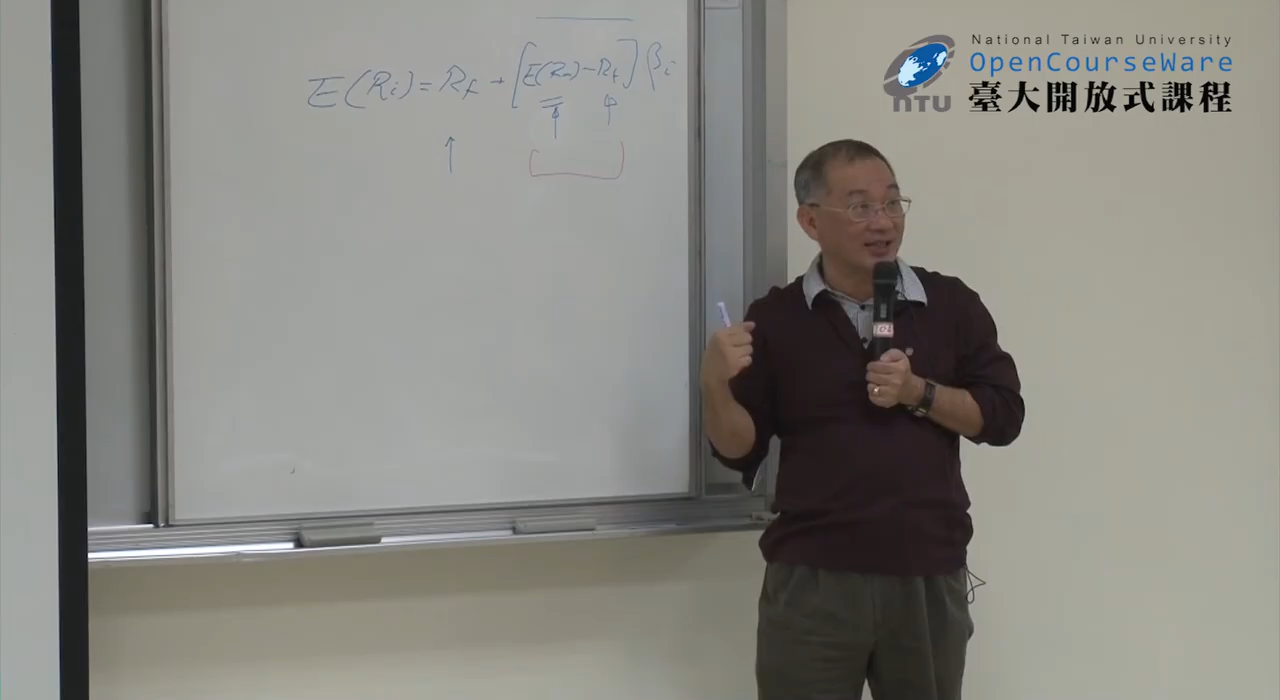 National Taiwan University
OpenCourseWare
NTU 臺大開放式課程
E(Ri) = Rf + [E(Rm) - Rf] βi